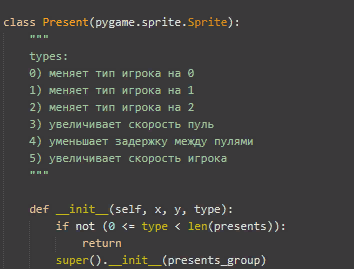 class Present(pygame.sprite.Sprite):
    """
    types:
    0) меняет тип игрока на 0
    1) меняет тип игрока на 1
    2) меняет тип игрока на 2
    3) увеличивает скорость пуль
    4) уменьшает задержку между пулями
    5) увеличивает скорость игрока
    """
    def __init__(self, x, y, type):
        if not (0 <= type < len(presents)):
            return
        super().__init__(presents_group)